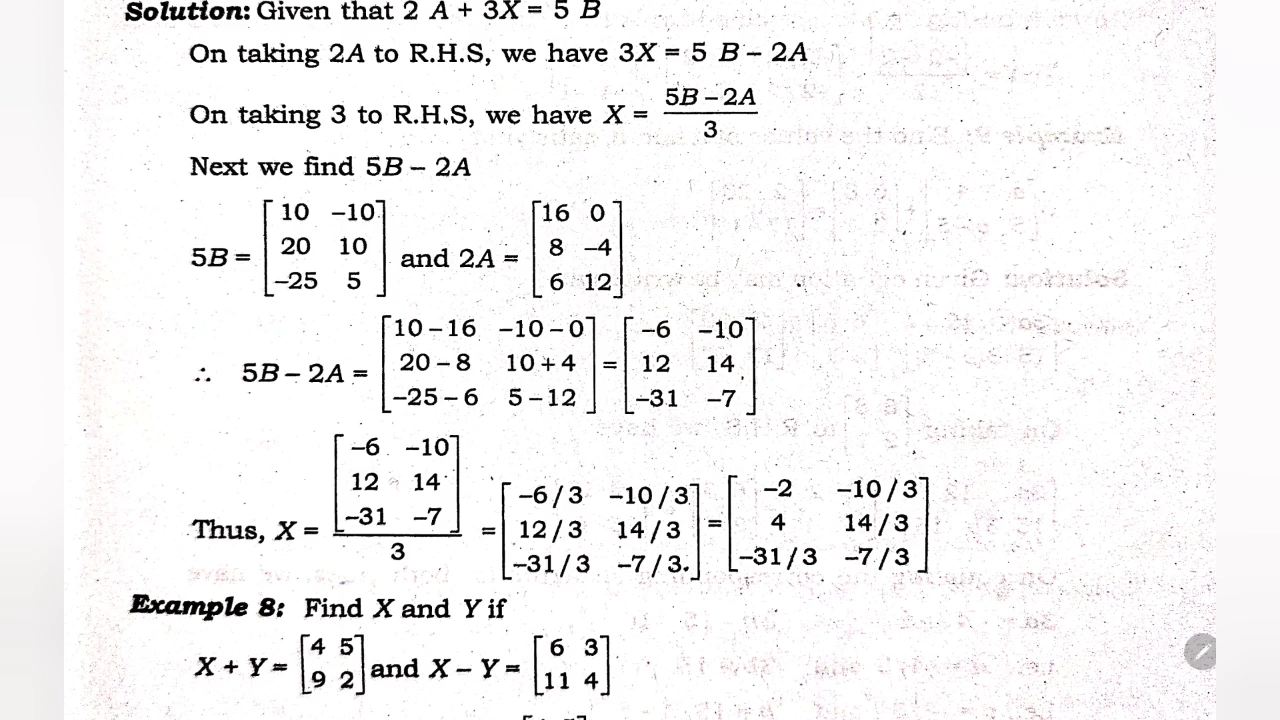 Solution: Given that 2 A + 3X = 5 B
On taking 2A to R.H.S, we have 3X = 5 B – 2A
On taking 3 to R.H.S, we have X = (5B – 2A) / 3
Next we find 5B – 2A
5B = [10 –10; 20 10; –25 5] and 2A = [16 0; 8 –4; 6 12]
∴ 5B – 2A = [10 – 16 –10 – 0; 20 – 8 10 + 4; –25 – 6 5 – 12] = [–6 –10; 12 14; –31 –7]
Thus, X = [–6 –10; 12 14; –31 –7] / 3 = [–6 / 3 –10 / 3; 12 / 3 14 / 3; –31 / 3 –7 / 3] = [–2 –10 / 3; 4 14 / 3; –31 / 3 –7 / 3]
Example 8: Find X and Y if
X + Y = [4 5; 9 2] and X – Y = [6 3; 11 4]